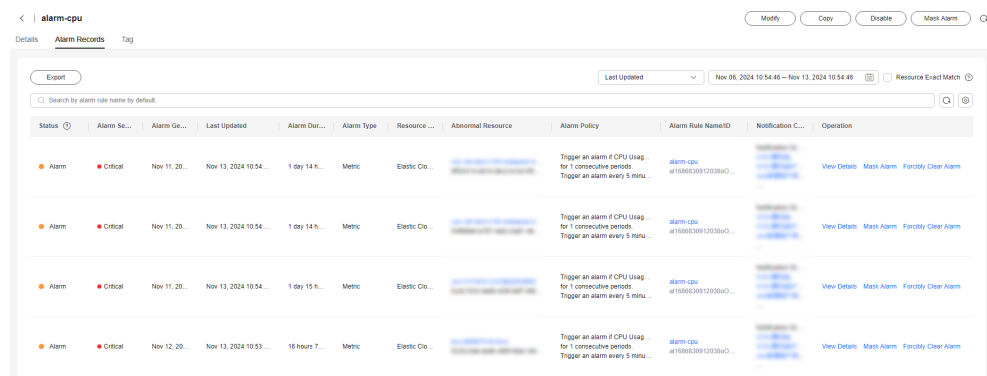 alarm-cpu
Modify
Copy
Disable
Mask Alarm
Details
Alarm Records
Tag
Export
Last Updated
Nov 06, 2024 10:54:46 – Nov 13, 2024 10:54:46
Resource Exact Match
Search by alarm rule name by default.
Status Alarm Se... Alarm Ge... Last Updated Alarm Dur... Alarm Type Resource ... Abnormal Resource Alarm Policy Alarm Rule Name/ID Notification C... Operation
Trigger an alarm if CPU Usag...
Alarm Critical Nov 11, 20... Nov 13, 2024 10:54:... 1 day 14 h... Metric Elastic Clo... for 1 consecutive periods. alarm-cpu View Details Mask Alarm Forcibly Clear Alarm
Trigger an alarm every 5 minu...
Trigger an alarm if CPU Usag...
Alarm Critical Nov 11, 20... Nov 13, 2024 10:54:... 1 day 14 h... Metric Elastic Clo... for 1 consecutive periods. alarm-cpu View Details Mask Alarm Forcibly Clear Alarm
Trigger an alarm every 5 minu...
Trigger an alarm if CPU Usag...
Alarm Critical Nov 11, 20... Nov 13, 2024 10:54:... 1 day 15 h... Metric Elastic Clo... for 1 consecutive periods. alarm-cpu View Details Mask Alarm Forcibly Clear Alarm
Trigger an alarm every 5 minu...
Trigger an alarm if CPU Usag...
Alarm Critical Nov 12, 20... Nov 13, 2024 10:53:... 16 hours 7... Metric Elastic Clo... for 1 consecutive periods. alarm-cpu View Details Mask Alarm Forcibly Clear Alarm
Trigger an alarm every 5 minu...